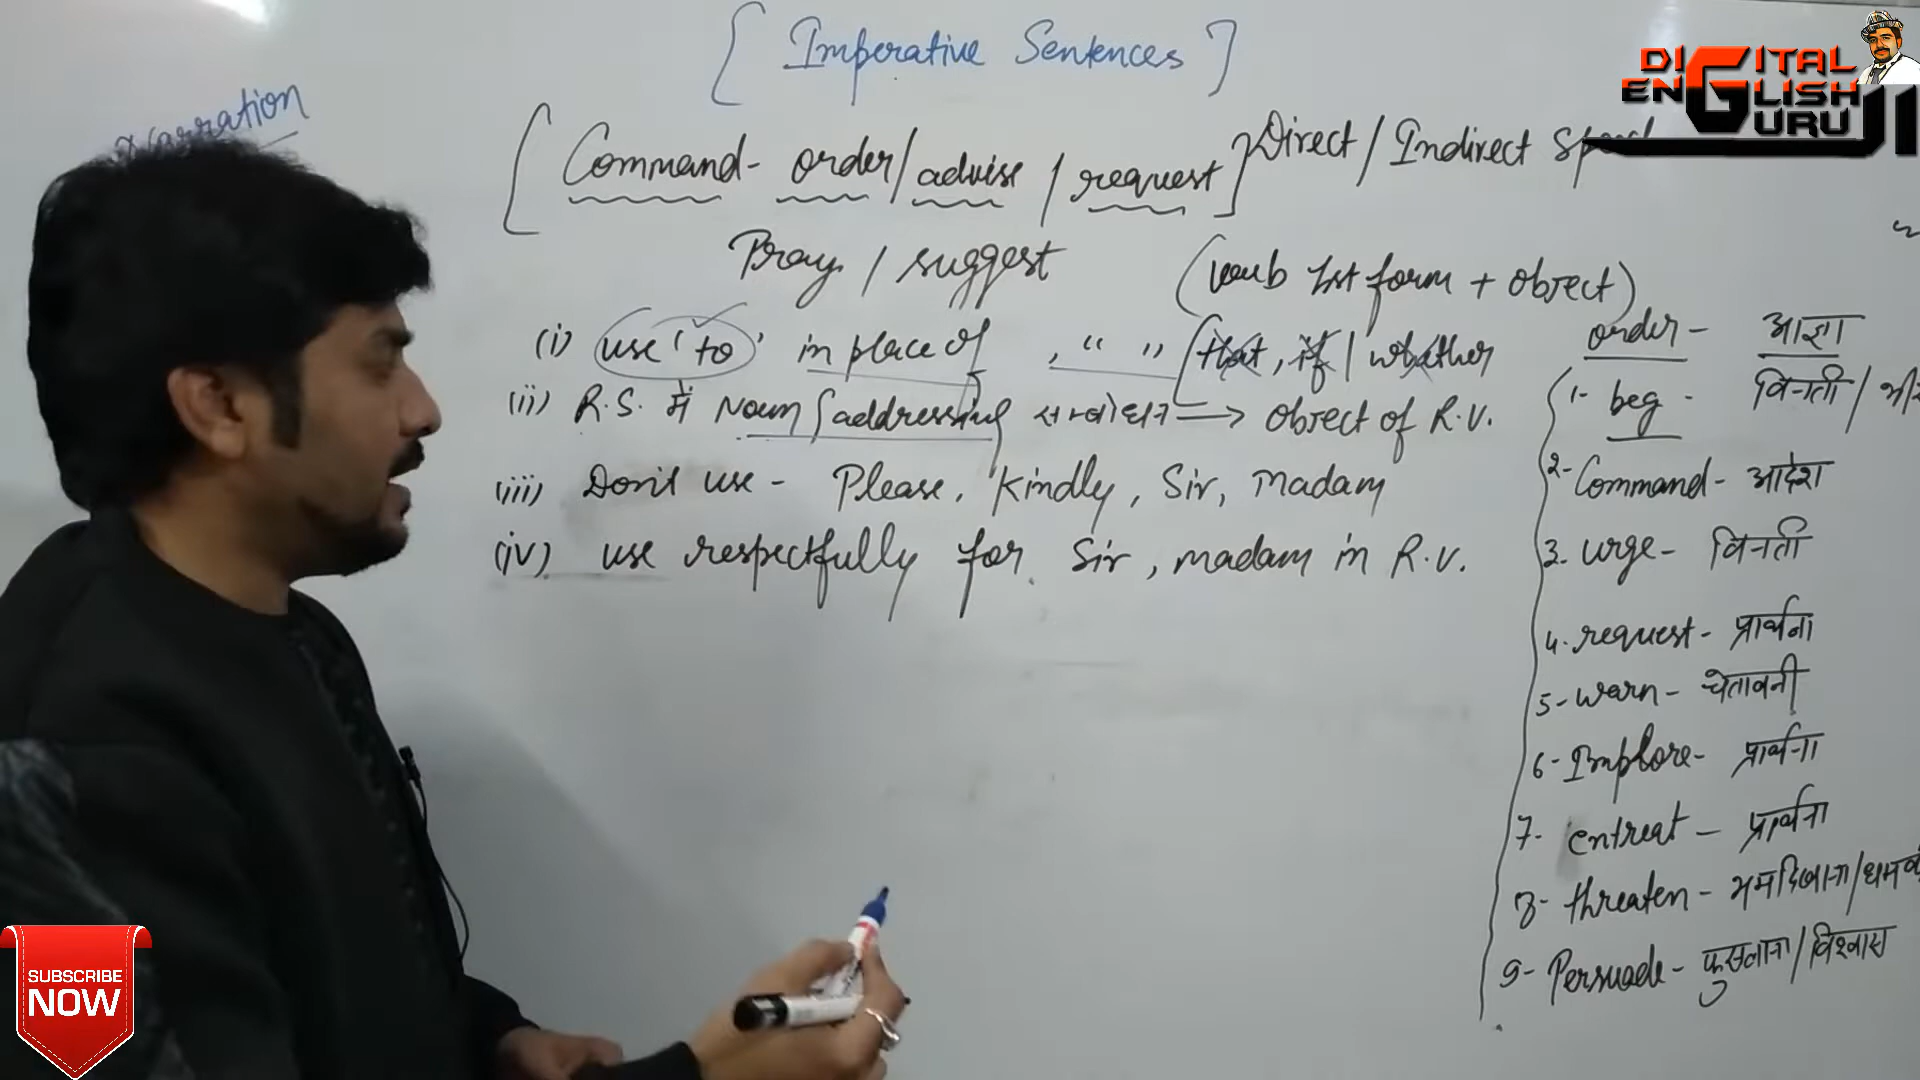 [ Imperative Sentences ]
Narration
[ Command - order / advise / request ] Direct / Indirect
Pray / suggest
(verb Ist form + object)
(i) use 'to' in place of , " " / that, if / whether
(ii) R.S. में Noun / addressing सम्बोधन → object of R.V.
(iii) Don't use - Please, Kindly, Sir, Madam
(iv) use respectfully for Sir, madam in R.V.
order - आज्ञा
1- beg - विनती /
2- Command - आदेश
3. urge - विनती
4. request - प्रार्थना
5- warn - चेतावनी
6- Implore - प्रार्थना
7- entreat - प्रार्थना
8- threaten -
9- Persuade - फुसलाना / विश्वास
DIGITAL
ENGLISH
GURUJI
SUBSCRIBE
NOW